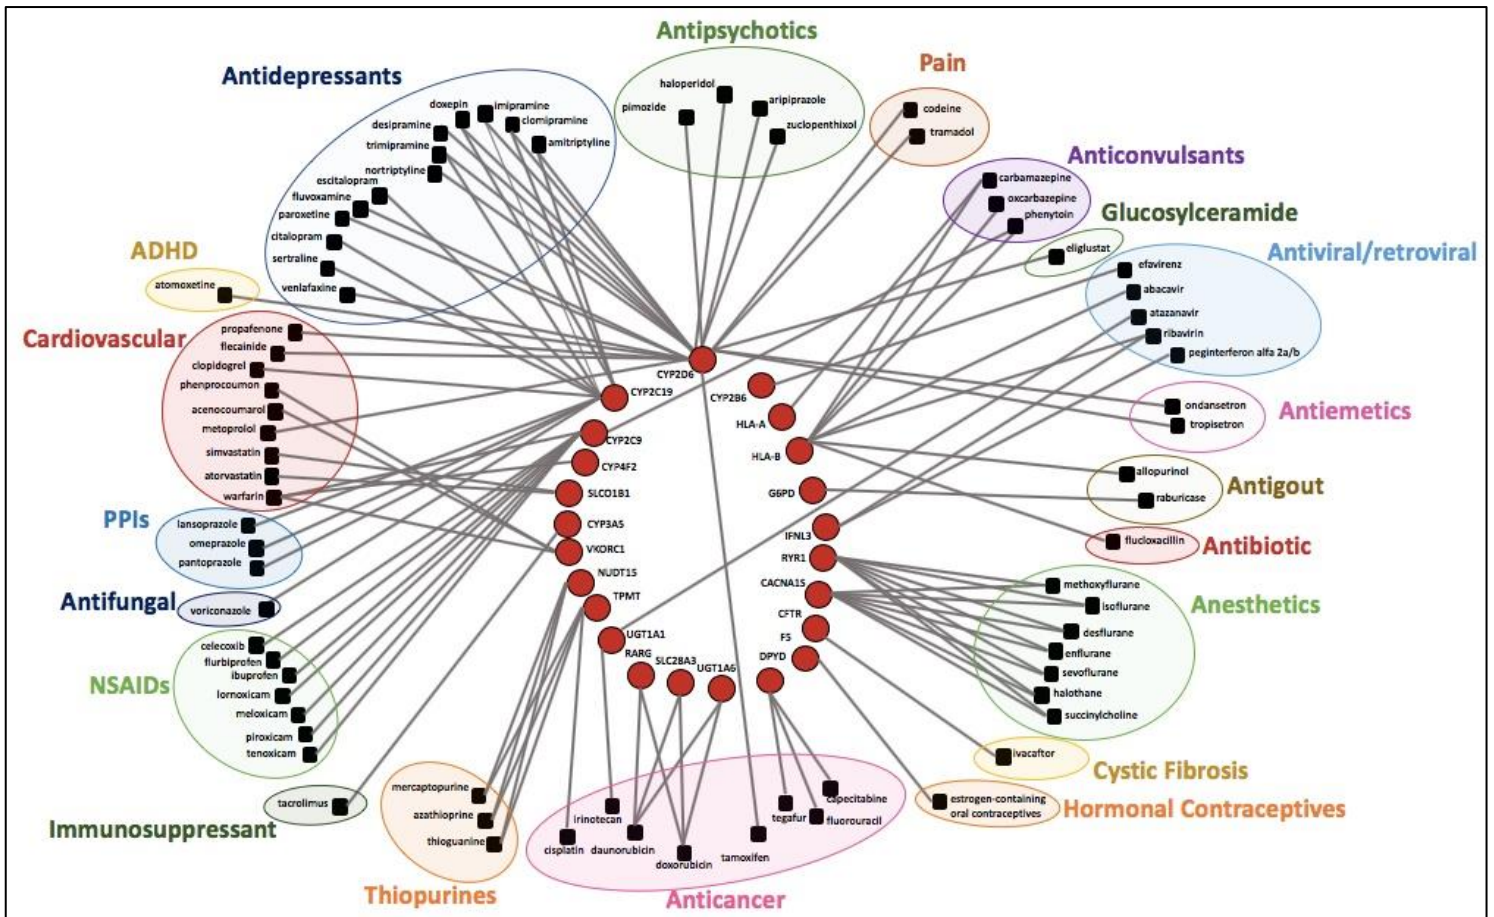 Antipsychotics
haloperidol
pimozide
aripiprazole
zuclopenthixol
Pain
codeine
tramadol
Antidepressants
doxepin
imipramine
clomipramine
desipramine
amitriptyline
trimipramine
nortriptyline
escitalopram
fluvoxamine
paroxetine
citalopram
sertraline
venlafaxine
Anticonvulsants
carbamazepine
oxcarbazepine
phenytoin
Glucosylceramide
eliglustat
Antiviral/retroviral
efavirenz
abacavir
atazanavir
ribavirin
peginterferon alfa 2a/b
ADHD
atomoxetine
Cardiovascular
propafenone
flecainide
clopidogrel
phenprocoumon
acenocoumarol
metoprolol
simvastatin
atorvastatin
warfarin
Antiemetics
ondansetron
tropisetron
Antigout
allopurinol
raburicase
Antibiotic
flucloxacillin
PPIs
lansoprazole
omeprazole
pantoprazole
Antifungal
voriconazole
NSAIDs
celecoxib
flurbiprofen
ibuprofen
lornoxicam
meloxicam
piroxicam
tenoxicam
Immunosuppressant
tacrolimus
Thiopurines
mercaptopurine
azathioprine
thioguanine
Anticancer
irinotecan
cisplatin
daunorubicin
doxorubicin
tamoxifen
tegafur
capecitabine
fluorouracil
Anesthetics
methoxyflurane
isoflurane
desflurane
enflurane
sevoflurane
halothane
succinylcholine
ivacaftor
Cystic Fibrosis
estrogen-containing
oral contraceptives
Hormonal Contraceptives
CYP2D6
CYP2C19
CYP2C9
CYP4F2
SLCO1B1
CYP3A5
VKORC1
NUDT15
TPMT
UGT1A1
RARG
SLC28A3
UGT1A6
DPYD
F5
CFTR
CACNA1S
RYR1
IFNL3
G6PD
HLA-B
HLA-A
CYP2B6